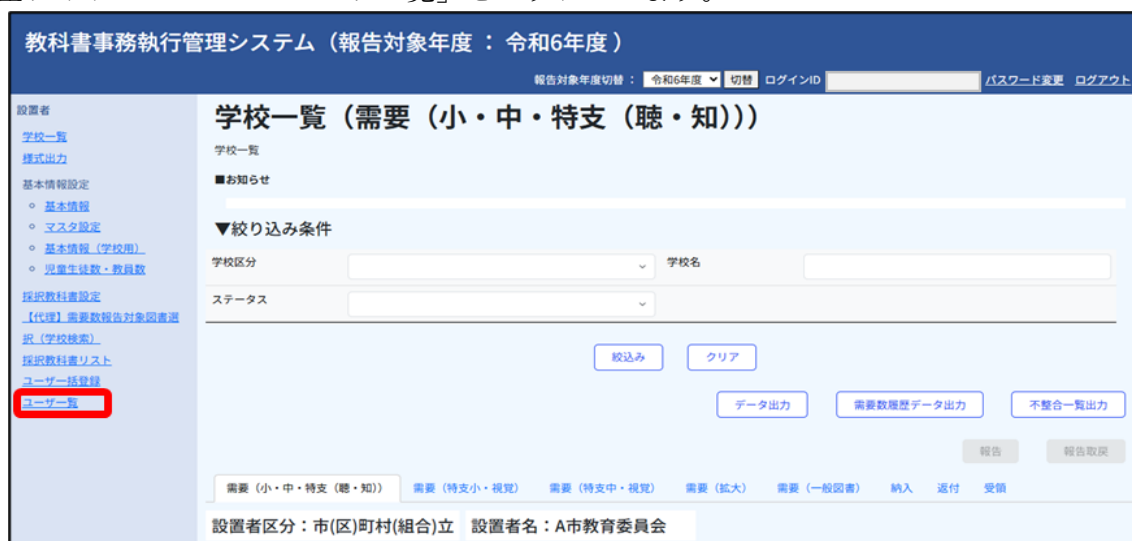 教科書事務執行管理システム（報告対象年度 ： 令和6年度 ）
報告対象年度切替 ： 令和6年度 切替 ログインID パスワード変更 ログアウト
設置者
学校一覧
様式出力
基本情報設定
基本情報
マスタ設定
基本情報（学校用）
児童生徒数・教員数
採択教科書設定
【代理】需要数報告対象図書選
択（学校検索）
採択教科書リスト
ユーザ一括登録
ユーザ一覧
学校一覧（需要（小・中・特支（聴・知)））
学校一覧
■お知らせ
▼絞り込み条件
学校区分 学校名
ステータス
絞込み クリア
データ出力 需要数履歴データ出力 不整合一覧出力
報告 報告取戻
需要（小・中・特支（聴・知)） 需要（特支小・視覚） 需要（特支中・視覚） 需要（拡大） 需要（一般図書） 納入 返付 受領
設置者区分：市(区)町村(組合)立 設置者名：A市教育委員会